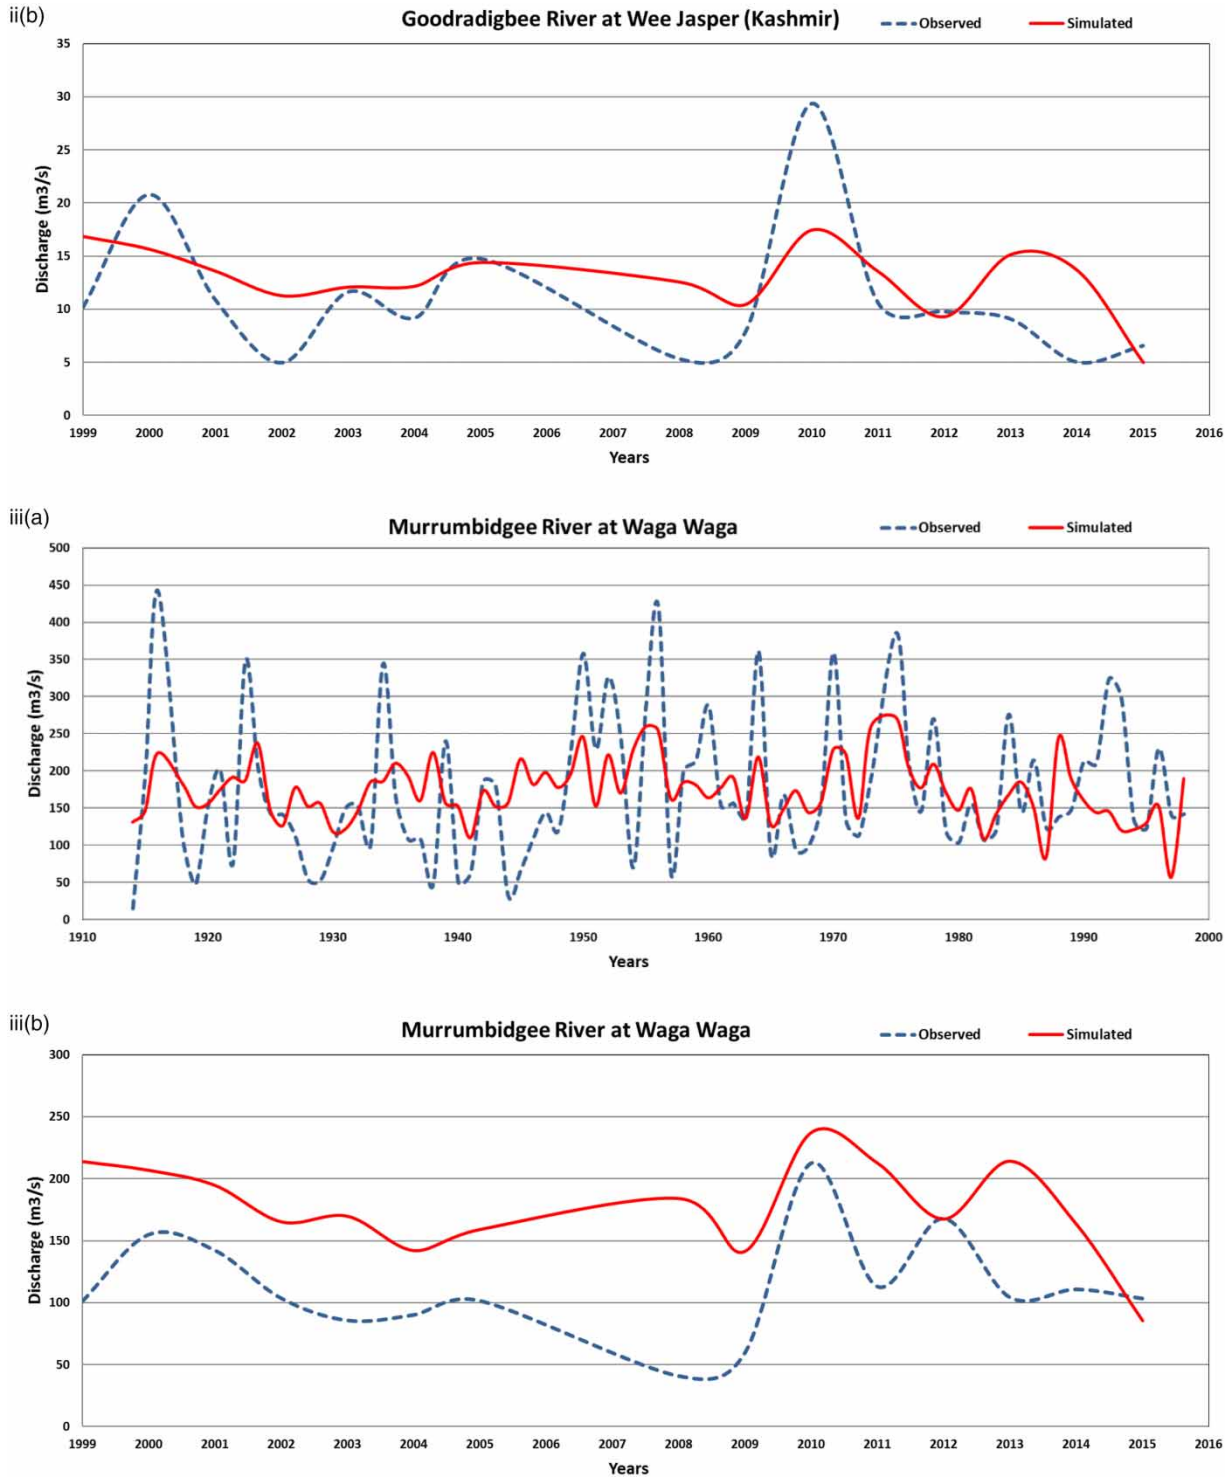 ii(b)
Goodradigbee River at Wee Jasper (Kashmir)
Observed Simulated
35
30
25
20
15
10
5
0
Discharge (m3/s)
1999 2000 2001 2002 2003 2004 2005 2006 2007 2008 2009 2010 2011 2012 2013 2014 2015 2016
Years
iii(a)
Murrumbidgee River at Waga Waga
Observed Simulated
500
450
400
350
300
250
200
150
100
50
0
Discharge (m3/s)
1910 1920 1930 1940 1950 1960 1970 1980 1990 2000
Years
iii(b)
Murrumbidgee River at Waga Waga
Observed Simulated
300
250
200
150
100
50
0
Discharge (m3/s)
1999 2000 2001 2002 2003 2004 2005 2006 2007 2008 2009 2010 2011 2012 2013 2014 2015 2016
Years